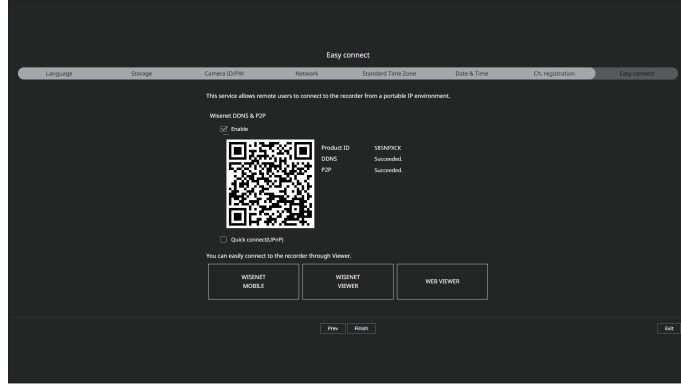 Easy connect
Language Storage Camera ID/PW Network Standard Time Zone Date & Time Ch. registration Easy connect
This service allows remote users to connect to the recorder from a portable IP environment.
Wisenet DDNS & P2P
Enable
Product ID SBSNPXCK
DDNS Succeeded.
P2P Succeeded.
Quick connect(UPnP)
You can easily connect to the recorder through Viewer.
WISENET MOBILE
WISENET VIEWER
WEB VIEWER
Prev Finish Exit